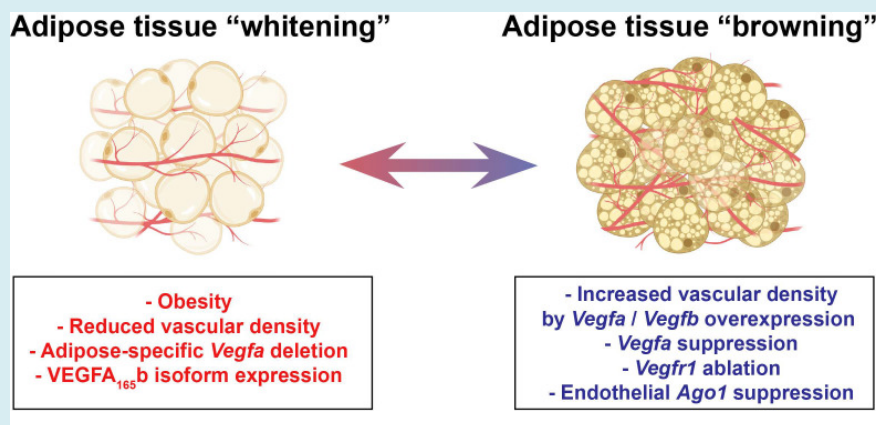 Adipose tissue “whitening”
Adipose tissue “browning”
- Obesity
- Reduced vascular density
- Adipose-specific Vegfa deletion
- VEGFA165b isoform expression
- Increased vascular density
by Vegfa / Vegfb overexpression
- Vegfa suppression
- Vegfr1 ablation
- Endothelial Ago1 suppression